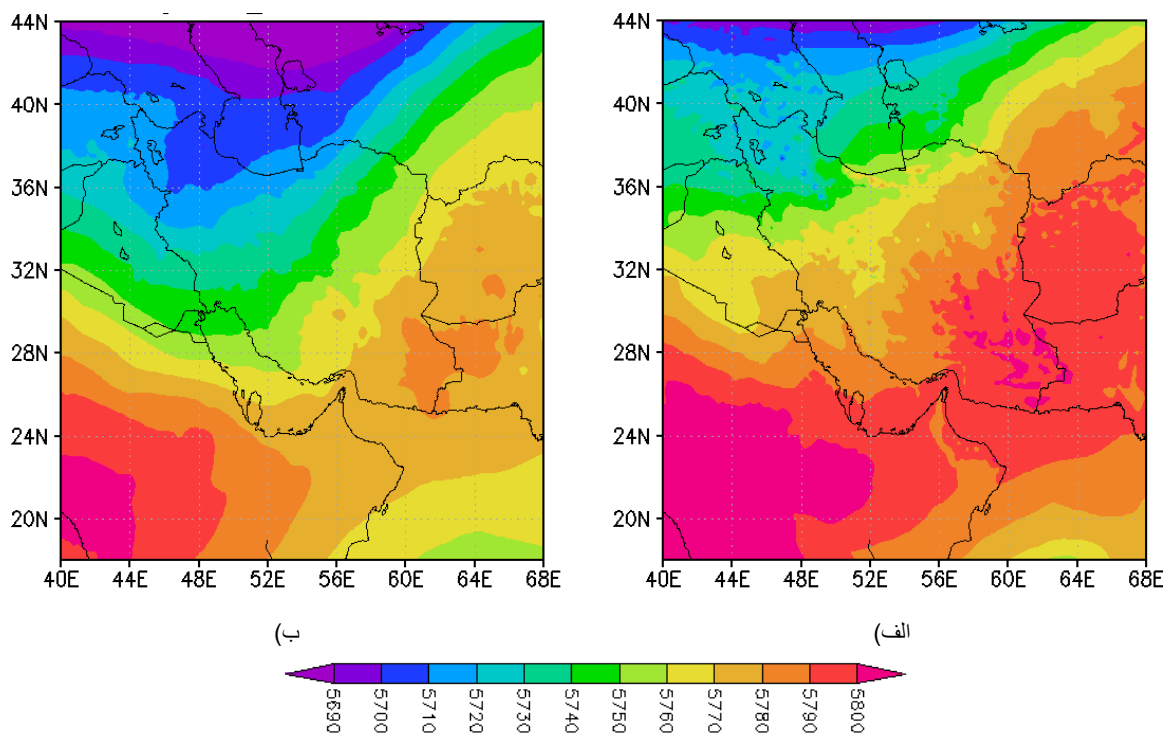 44N 44N
40N 40N
36N 36N
32N 32N
28N 28N
24N 24N
20N 20N
40E 44E 48E 52E 56E 60E 64E 68E 40E 44E 48E 52E 56E 60E 64E 68E
الف) ب)
5690 5700 5710 5720 5730 5740 5750 5760 5770 5780 5790 5800